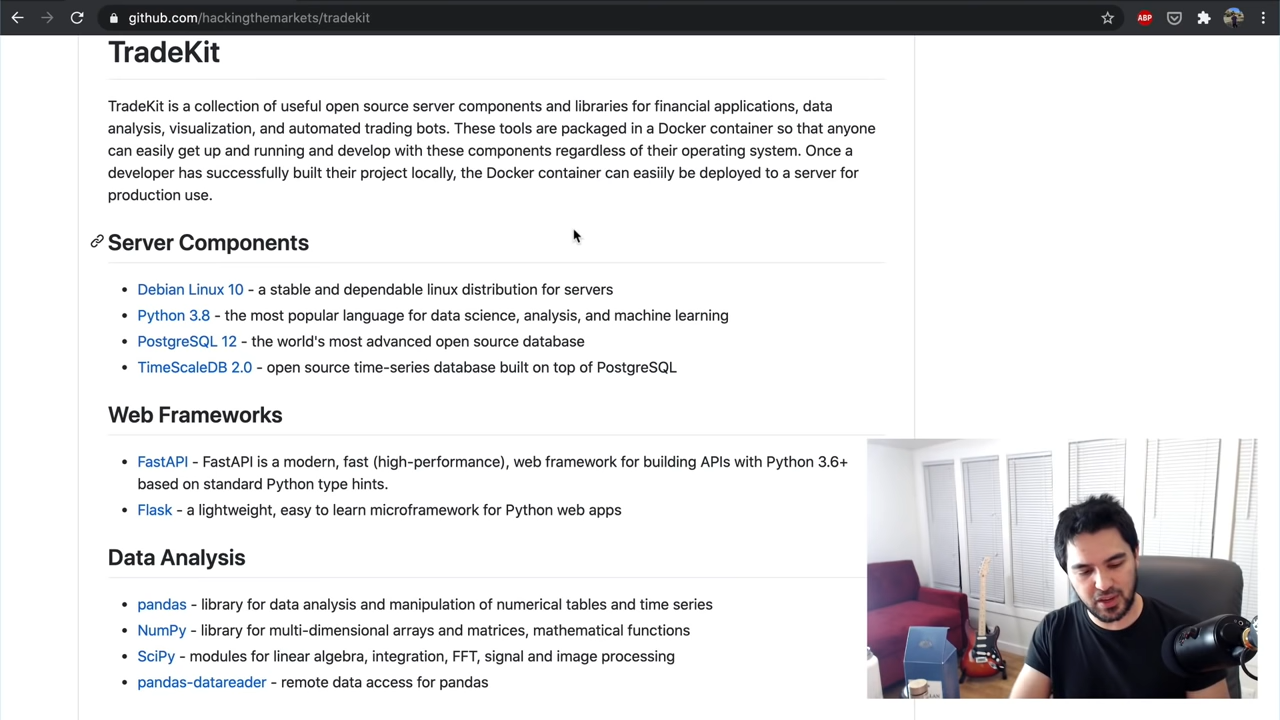 github.com/hackingthemarkets/tradekit
ABP
TradeKit
TradeKit is a collection of useful open source server components and libraries for financial applications, data
analysis, visualization, and automated trading bots. These tools are packaged in a Docker container so that anyone
can easily get up and running and develop with these components regardless of their operating system. Once a
developer has successfully built their project locally, the Docker container can easiily be deployed to a server for
production use.
Server Components
• Debian Linux 10 - a stable and dependable linux distribution for servers
• Python 3.8 - the most popular language for data science, analysis, and machine learning
• PostgreSQL 12 - the world's most advanced open source database
• TimeScaleDB 2.0 - open source time-series database built on top of PostgreSQL
Web Frameworks
• FastAPI - FastAPI is a modern, fast (high-performance), web framework for building APIs with Python 3.6+
based on standard Python type hints.
• Flask - a lightweight, easy to learn microframework for Python web apps
Data Analysis
• pandas - library for data analysis and manipulation of numerical tables and time series
• NumPy - library for multi-dimensional arrays and matrices, mathematical functions
• SciPy - modules for linear algebra, integration, FFT, signal and image processing
• pandas-datareader - remote data access for pandas